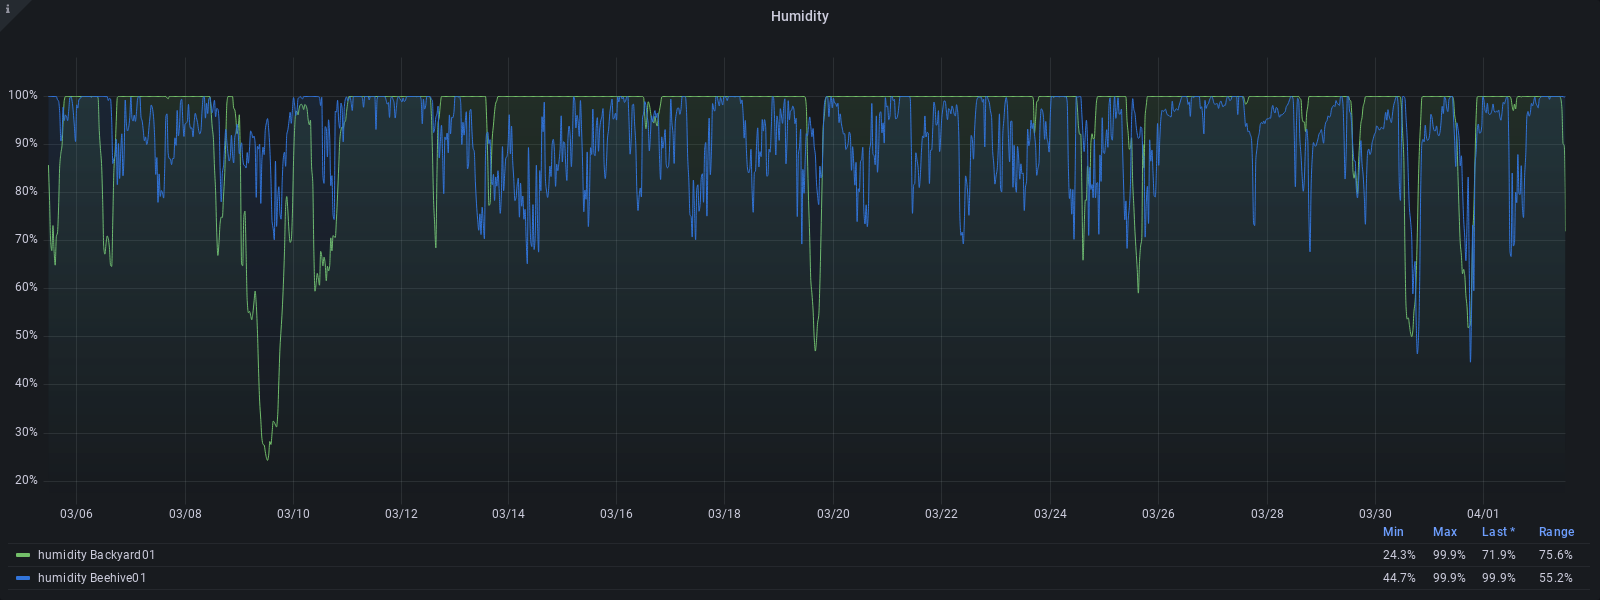 i
Humidity
100%
90%
80%
70%
60%
50%
40%
30%
20%
03/06 03/08 03/10 03/12 03/14 03/16 03/18 03/20 03/22 03/24 03/26 03/28 03/30 04/01
Min Max Last * Range
humidity Backyard01 24.3% 99.9% 71.9% 75.6%
humidity Beehive01 44.7% 99.9% 99.9% 55.2%